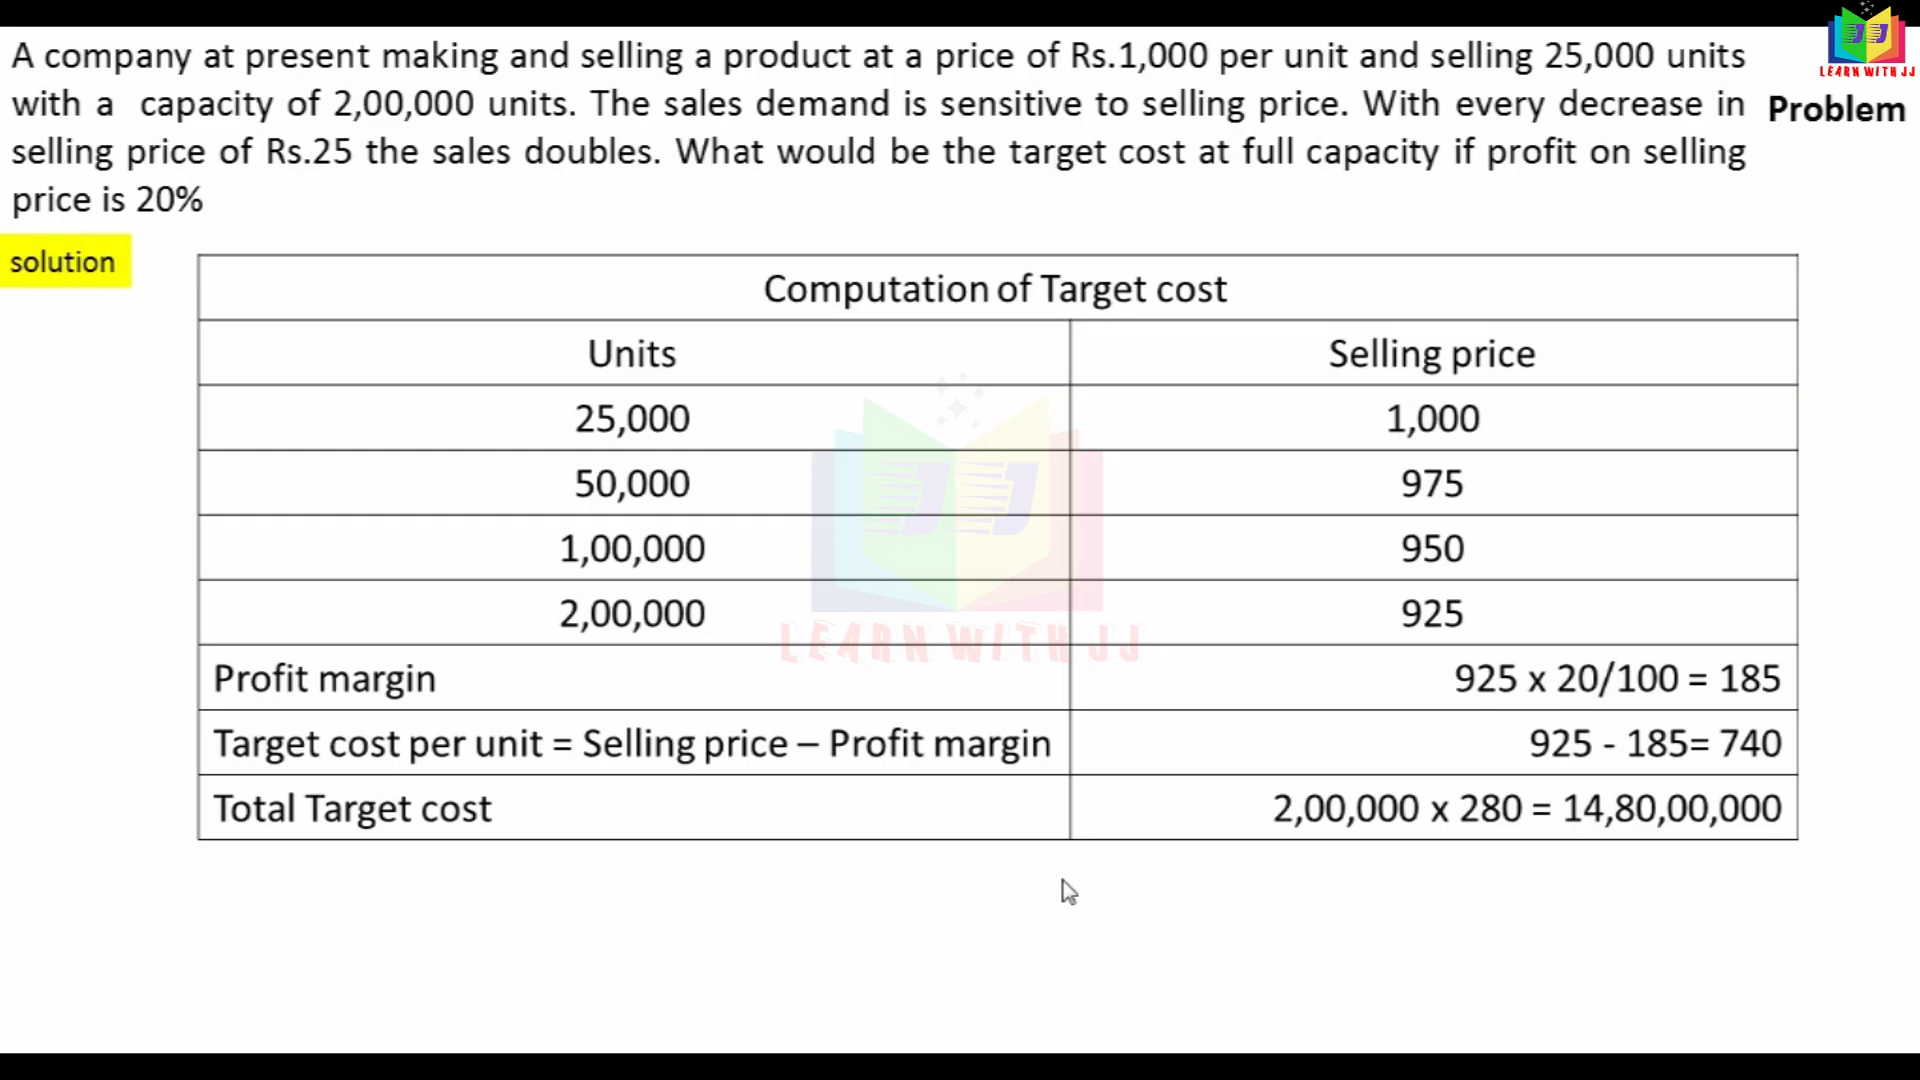 LEARN WITH JJ
A company at present making and selling a product at a price of Rs.1,000 per unit and selling 25,000 units
with a capacity of 2,00,000 units. The sales demand is sensitive to selling price. With every decrease in
Problem
selling price of Rs.25 the sales doubles. What would be the target cost at full capacity if profit on selling
price is 20%
solution
Computation of Target cost
Units Selling price
25,000 1,000
50,000 975
1,00,000 950
2,00,000 925
LEARN WITH JJ
Profit margin 925 x 20/100 = 185
Target cost per unit = Selling price – Profit margin 925 - 185= 740
Total Target cost 2,00,000 x 280 = 14,80,00,000